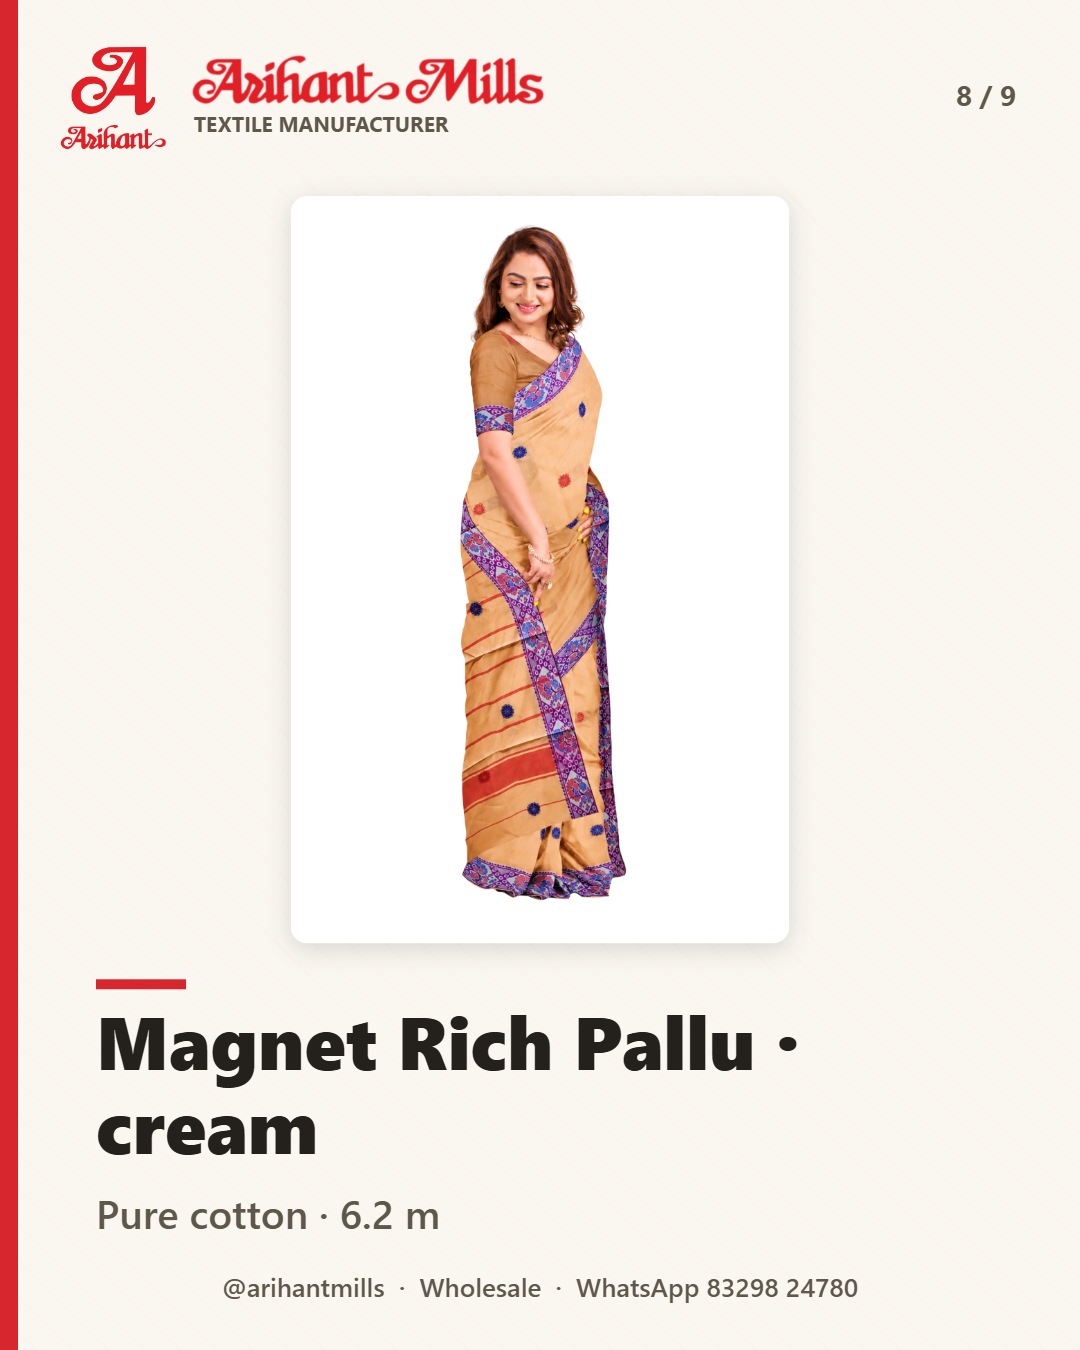 A
Arihant
Arihant Mills
TEXTILE MANUFACTURER
8 / 9
Magnet Rich Pallu ·
cream
Pure cotton · 6.2 m
@arihantmills · Wholesale · WhatsApp 83298 24780